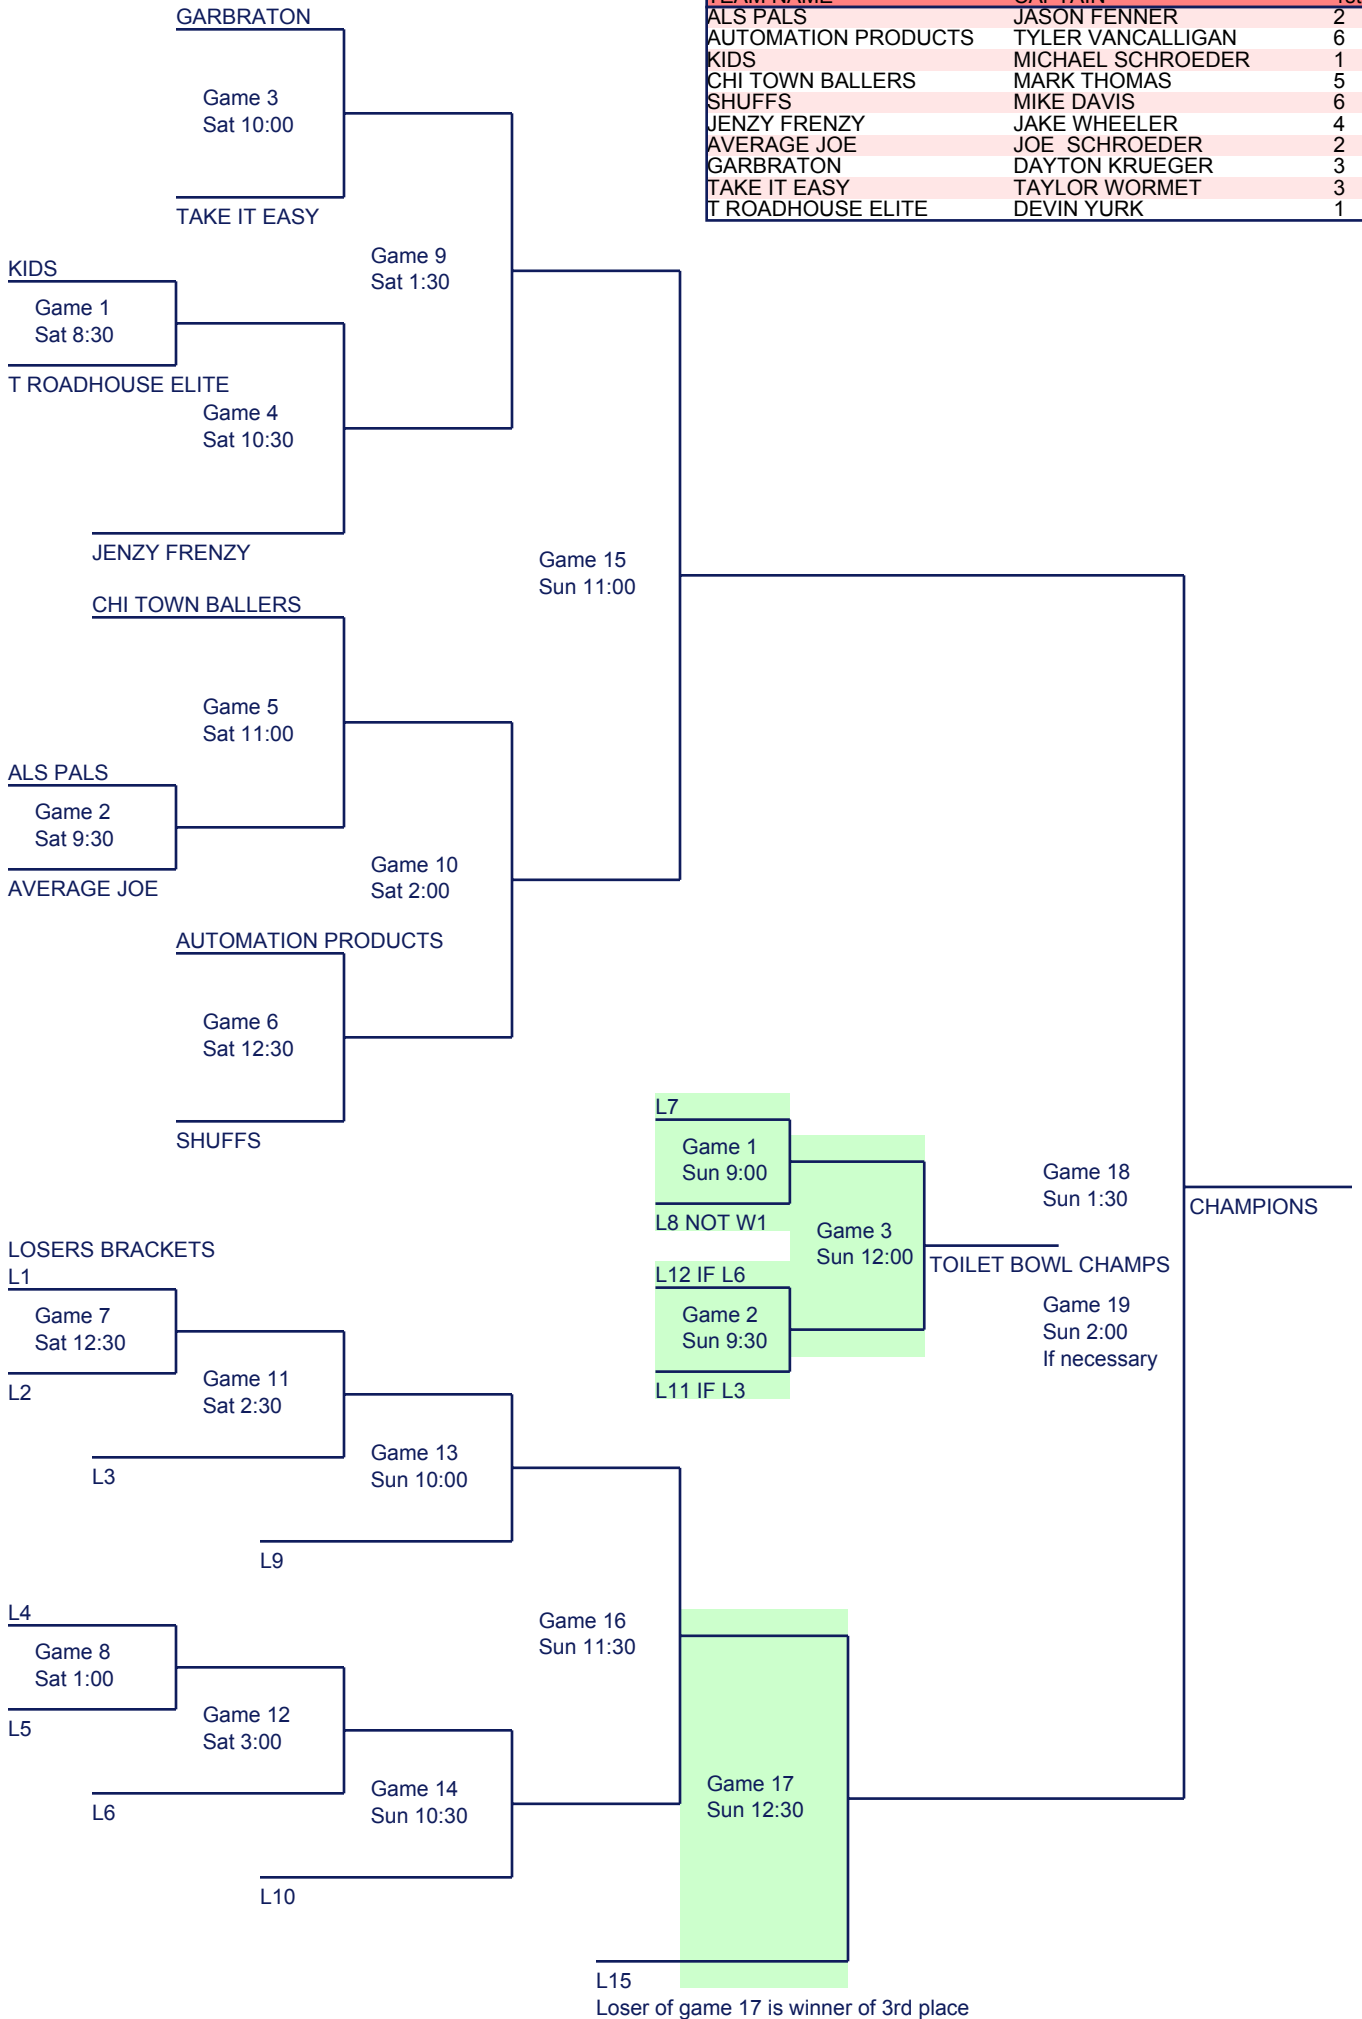 TEAM NAME CAPTAIN 1st
ALS PALS JASON FENNER 2
AUTOMATION PRODUCTS TYLER VANCALLIGAN 6
KIDS MICHAEL SCHROEDER 1
CHI TOWN BALLERS MARK THOMAS 5
SHUFFS MIKE DAVIS 6
JENZY FRENZY JAKE WHEELER 4
AVERAGE JOE JOE SCHROEDER 2
GARBRATON DAYTON KRUEGER 3
TAKE IT EASY TAYLOR WORMET 3
T ROADHOUSE ELITE DEVIN YURK 1
GARBRATON
Game 3
Sat 10:00
TAKE IT EASY
Game 9
Sat 1:30
KIDS
Game 1
Sat 8:30
T ROADHOUSE ELITE
Game 4
Sat 10:30
JENZY FRENZY
Game 15
Sun 11:00
CHI TOWN BALLERS
Game 5
Sat 11:00
ALS PALS
Game 2
Sat 9:30
AVERAGE JOE
Game 10
Sat 2:00
AUTOMATION PRODUCTS
Game 6
Sat 12:30
SHUFFS
L7
Game 1
Sun 9:00
L8 NOT W1
Game 3
Sun 12:00
L12 IF L6
Game 2
Sun 9:30
L11 IF L3
TOILET BOWL CHAMPS
Game 18
Sun 1:30
CHAMPIONS
Game 19
Sun 2:00
If necessary
LOSERS BRACKETS
L1
Game 7
Sat 12:30
L2
Game 11
Sat 2:30
L3
Game 13
Sun 10:00
L9
L4
Game 8
Sat 1:00
L5
Game 12
Sat 3:00
L6
Game 14
Sun 10:30
L10
Game 16
Sun 11:30
Game 17
Sun 12:30
L15
Loser of game 17 is winner of 3rd place